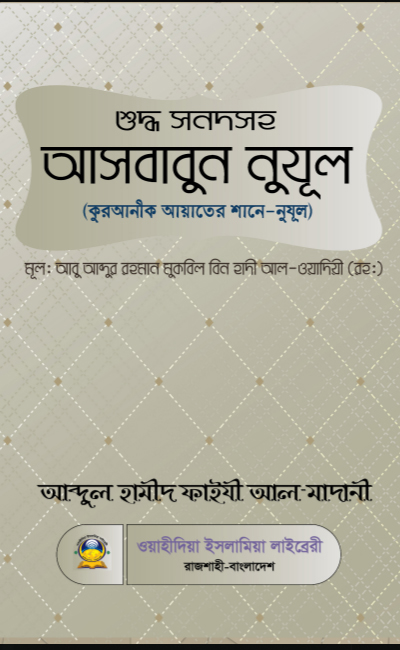 শুদ্ধ সনদসহ
আসবাবুন নুযূল
(কুরআনীক আয়াতের শানে-নুযূল)
মূল: আবু আব্দুর রহমান মুকবিল বিন হাদী আল-ওয়াদিয়ী (রহ:)
আব্দুল হামীদ ফাইযী আল-মাদানী
ওয়াহীদিয়া ইসলামিয়া লাইব্রেরী
রাজশাহী-বাংলাদেশ